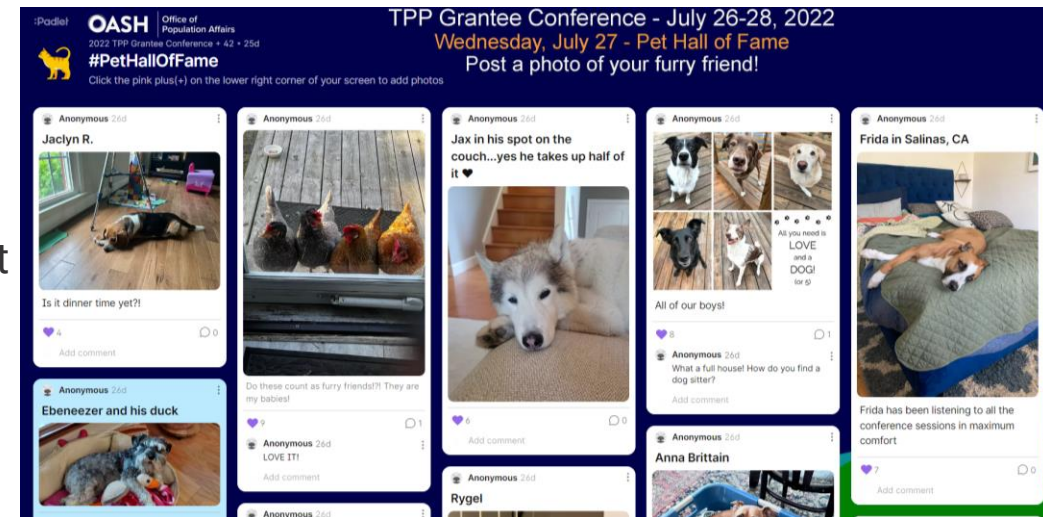 :Padlet
OASH
Office of
Population Affairs
2022 TPP Grantee Conference + 42 • 25d
#PetHallOfFame
Click the pink plus(+) on the lower right corner of your screen to add photos
TPP Grantee Conference - July 26-28, 2022
Wednesday, July 27 - Pet Hall of Fame
Post a photo of your furry friend!
t
Anonymous 26d
Jaclyn R.
Is it dinner time yet?!
4
0
Add comment
Anonymous 26d
Ebeneezer and his duck
Anonymous 26d
Do these count as furry friends!?! They are
my babies!
9
1
Anonymous 26d
LOVE IT!
Add comment
Anonymous 26d
Anonymous 26d
Jax in his spot on the
couch...yes he takes up half of
it ♥
6
0
Add comment
Anonymous 26d
Rygel
Anonymous 26d
All you need is
LOVE
and a
DOG!
(or 5)
All of our boys!
8
1
Anonymous 26d
What a full house! How do you find a
dog sitter?
Add comment
Anonymous 26d
Anna Brittain
Anonymous 26d
Frida in Salinas, CA
Frida has been listening to all the
conference sessions in maximum
comfort
7
0
Add comment